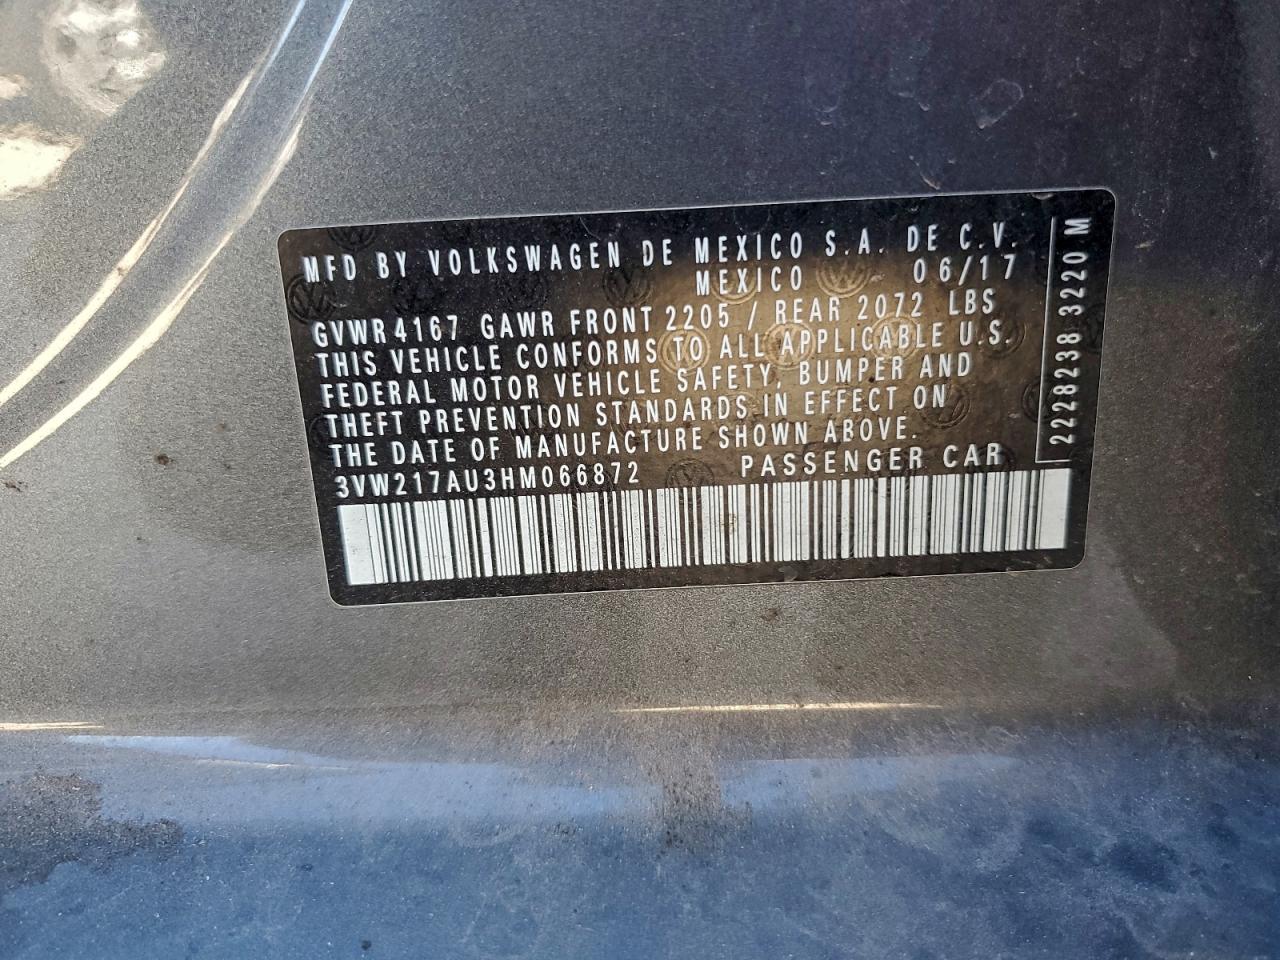 MFD BY VOLKSWAGEN DE MEXICO S.A. DE C.V.
MEXICO 06/17
GVWR 4167 GAWR FRONT 2205 / REAR 2072 LBS
THIS VEHICLE CONFORMS TO ALL APPLICABLE U.S.
FEDERAL MOTOR VEHICLE SAFETY, BUMPER AND
THEFT PREVENTION STANDARDS IN EFFECT ON
THE DATE OF MANUFACTURE SHOWN ABOVE.
3VW217AU3HM066872 PASSENGER CAR
2228238 3220 M